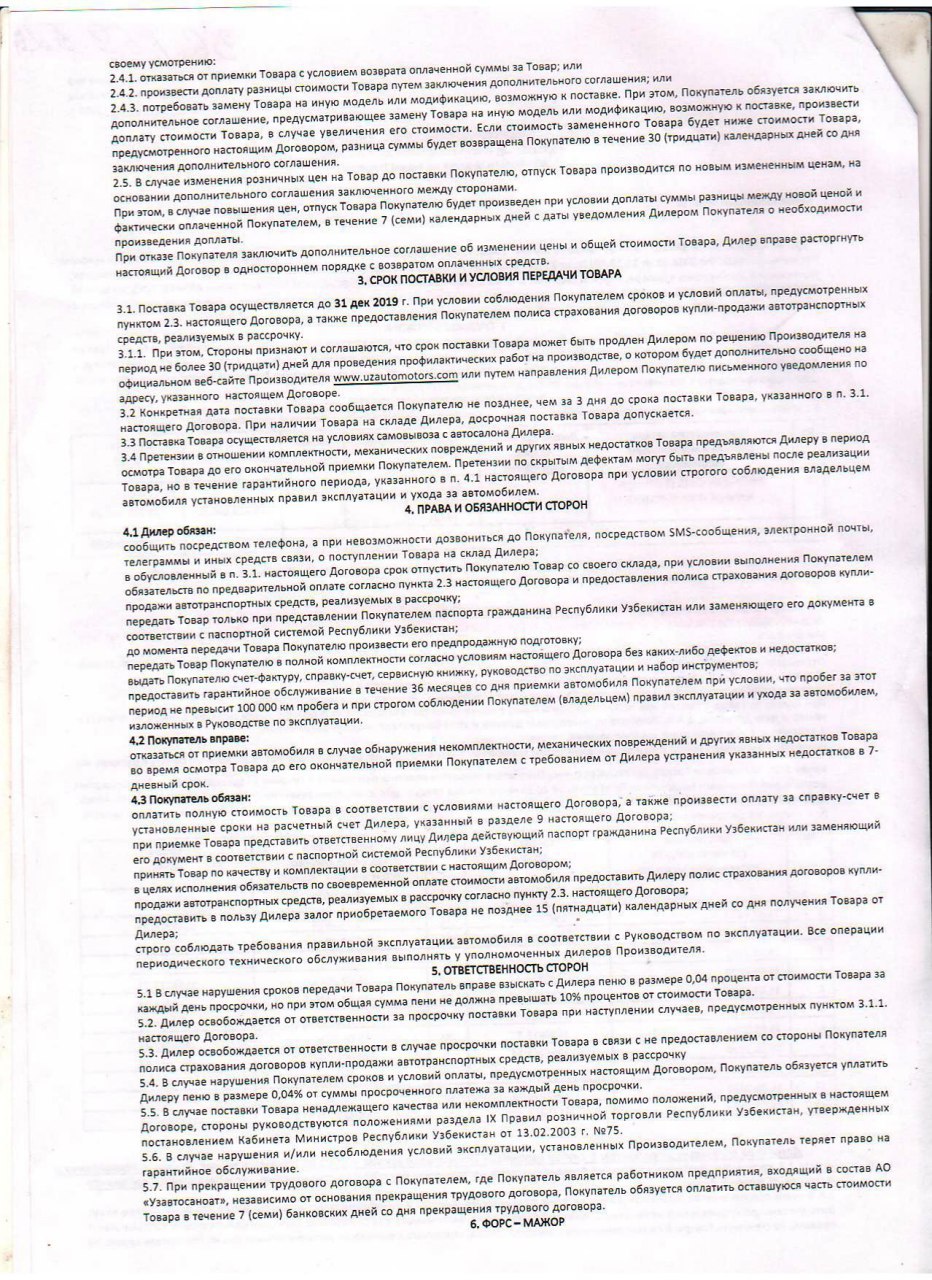 своему усмотрению:
2.4.1. отказаться от приемки Товара с условием возврата оплаченной суммы за Товар; или
2.4.2. произвести доплату разницы стоимости Товара путем заключения дополнительного соглашения; или
2.4.3. потребовать замену Товара на иную модель или модификацию, возможную к поставке. При этом, Покупатель обязуется заключить
дополнительное соглашение, предусматривающее замену Товара на иную модель или модификацию, возможную к поставке, произвести
доплату стоимости Товара, в случае увеличения его стоимости. Если стоимость замененного Товара будет ниже стоимости Товара,
предусмотренного настоящим Договором, разница суммы будет возвращена Покупателю в течение 30 (тридцати) календарных дней со дня
заключения дополнительного соглашения.
2.5. В случае изменения розничных цен на Товар до поставки Покупателю, отпуск Товара производится по новым измененным ценам, на
основании дополнительного соглашения заключенного между сторонами.
При этом, в случае повышения цен, отпуск Товара Покупателю будет произведен при условии доплаты суммы разницы между новой ценой и
фактически оплаченной Покупателем, в течение 7 (семи) календарных дней с даты уведомления Дилером Покупателя о необходимости
произведения доплаты.
При отказе Покупателя заключить дополнительное соглашение об изменении цены и общей стоимости Товара, Дилер вправе расторгнуть
настоящий Договор в одностороннем порядке с возвратом оплаченных средств.
3. СРОК ПОСТАВКИ И УСЛОВИЯ ПЕРЕДАЧИ ТОВАРА
3.1. Поставка Товара осуществляется до 31 дек 2019 г. При условии соблюдения Покупателем сроков и условий оплаты, предусмотренных
пунктом 2.3. настоящего Договора, а также предоставления Покупателем полиса страхования договоров купли-продажи автотранспортных
средств, реализуемых в рассрочку.
3.1.1. При этом, Стороны признают и соглашаются, что срок поставки Товара может быть продлен Дилером по решению Производителя на
период не более 30 (тридцати) дней для проведения профилактических работ на производстве, о котором будет дополнительно сообщено на
официальном веб-сайте Производителя www.uzautomotors.com или путем направления Дилером Покупателю письменного уведомления по
адресу, указанного настоящем Договоре.
3.2 Конкретная дата поставки Товара сообщается Покупателю не позднее, чем за 3 дня до срока поставки Товара, указанного в п. 3.1.
настоящего Договора. При наличии Товара на складе Дилера, досрочная поставка Товара допускается.
3.3 Поставка Товара осуществляется на условиях самовывоза с автосалона Дилера.
3.4 Претензии в отношении комплектности, механических повреждений и других явных недостатков Товара предъявляются Дилеру в период
осмотра Товара до его окончательной приемки Покупателем. Претензии по скрытым дефектам могут быть предъявлены после реализации
Товара, но в течение гарантийного периода, указанного в п. 4.1 настоящего Договора при условии строгого соблюдения владельцем
автомобиля установленных правил эксплуатации и ухода за автомобилем.
4. ПРАВА И ОБЯЗАННОСТИ СТОРОН
4.1 Дилер обязан:
сообщить посредством телефона, а при невозможности дозвониться до Покупателя, посредством SMS-сообщения, электронной почты,
телеграммы и иных средств связи, о поступлении Товара на склад Дилера;
в обусловленный в п. 3.1. настоящего Договора срок отпустить Покупателю Товар со своего склада, при условии выполнения Покупателем
обязательств по предварительной оплате согласно пункта 2.3 настоящего Договора и предоставления полиса страхования договоров купли-
продажи автотранспортных средств, реализуемых в рассрочку;
передать Товар только при представлении Покупателем паспорта гражданина Республики Узбекистан или заменяющего его документа в
соответствии с паспортной системой Республики Узбекистан;
до момента передачи Товара Покупателю произвести его предпродажную подготовку;
передать Товар Покупателю в полной комплектности согласно условиям настоящего Договора без каких-либо дефектов и недостатков;
выдать Покупателю счет-фактуру, справку-счет, сервисную книжку, руководство по эксплуатации и набор инструментов;
предоставить гарантийное обслуживание в течение 36 месяцев со дня приемки автомобиля Покупателем при условии, что пробег за этот
период не превысит 100 000 км пробега и при строгом соблюдении Покупателем (владельцем) правил эксплуатации и ухода за автомобилем,
изложенных в Руководстве по эксплуатации.
4.2 Покупатель вправе:
отказаться от приемки автомобиля в случае обнаружения некомплектности, механических повреждений и других явных недостатков Товара
во время осмотра Товара до его окончательной приемки Покупателем с требованием от Дилера устранения указанных недостатков в 7-
дневный срок.
4.3 Покупатель обязан:
оплатить полную стоимость Товара в соответствии с условиями настоящего Договора, а также произвести оплату за справку-счет в
установленные сроки на расчетный счет Дилера, указанный в разделе 9 настоящего Договора;
при приемке Товара представить ответственному лицу Дилера действующий паспорт гражданина Республики Узбекистан или заменяющий
его документ в соответствии с паспортной системой Республики Узбекистан;
принять Товар по качеству и комплектации в соответствии с настоящим Договором;
в целях исполнения обязательств по своевременной оплате стоимости автомобиля предоставить Дилеру полис страхования договоров купли-
продажи автотранспортных средств, реализуемых в рассрочку согласно пункту 2.3. настоящего Договора;
предоставить в пользу Дилера залог приобретаемого Товара не позднее 15 (пятнадцати) календарных дней со дня получения Товара от
Дилера;
строго соблюдать требования правильной эксплуатации автомобиля в соответствии с Руководством по эксплуатации. Все операции
периодического технического обслуживания выполнять у уполномоченных дилеров Производителя.
5. ОТВЕТСТВЕННОСТЬ СТОРОН
5.1 В случае нарушения сроков передачи Товара Покупатель вправе взыскать с Дилера пеню в размере 0,04 процента от стоимости Товара за
каждый день просрочки, но при этом общая сумма пени не должна превышать 10% процентов от стоимости Товара.
5.2. Дилер освобождается от ответственности за просрочку поставки Товара при наступлении случаев, предусмотренных пунктом 3.1.1.
настоящего Договора.
5.3. Дилер освобождается от ответственности в случае просрочки поставки Товара в связи с не предоставлением со стороны Покупателя
полиса страхования договоров купли-продажи автотранспортных средств, реализуемых в рассрочку
5.4. В случае нарушения Покупателем сроков и условий оплаты, предусмотренных настоящим Договором, Покупатель обязуется уплатить
Дилеру пеню в размере 0,04% от суммы просроченного платежа за каждый день просрочки.
5.5. В случае поставки Товара ненадлежащего качества или некомплектности Товара, помимо положений, предусмотренных в настоящем
Договоре, стороны руководствуются положениями раздела IX Правил розничной торговли Республики Узбекистан, утвержденных
постановлением Кабинета Министров Республики Узбекистан от 13.02.2003 г. №75.
5.6. В случае нарушения и/или несоблюдения условий эксплуатации, установленных Производителем, Покупатель теряет право на
гарантийное обслуживание.
5.7. При прекращении трудового договора с Покупателем, где Покупатель является работником предприятия, входящий в состав АО
«Узавтосаноат», независимо от основания прекращения трудового договора, Покупатель обязуется оплатить оставшуюся часть стоимости
Товара в течение 7 (семи) банковских дней со дня прекращения трудового договора.
6. ФОРС – МАЖОР